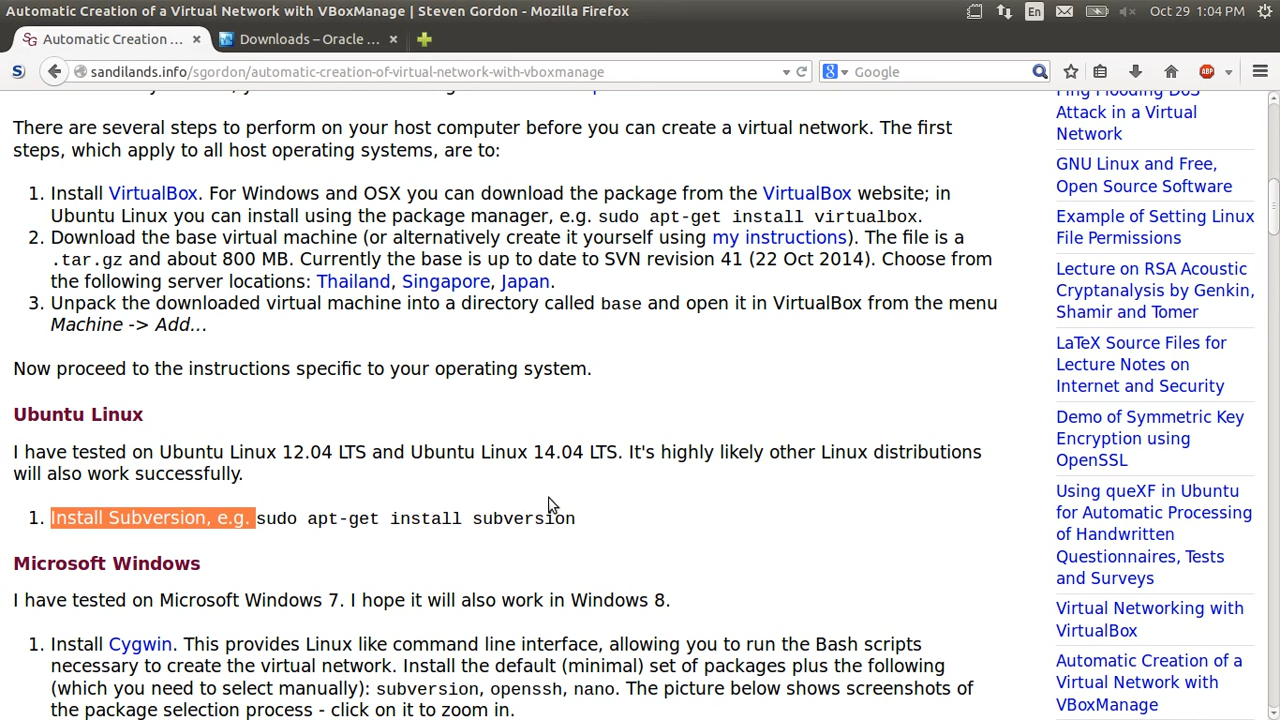 Automatic Creation of a Virtual Network with VBoxManage | Steven Gordon - Mozilla Firefox
En
Oct 29 1:04 PM
SG Automatic Creation ... ×
Downloads – Oracle ... ×
S
sandilands.info/sgordon/automatic-creation-of-virtual-network-with-vboxmanage
8 Google
ABP
There are several steps to perform on your host computer before you can create a virtual network. The first
steps, which apply to all host operating systems, are to:
1. Install VirtualBox. For Windows and OSX you can download the package from the VirtualBox website; in
Ubuntu Linux you can install using the package manager, e.g. sudo apt-get install virtualbox.
2. Download the base virtual machine (or alternatively create it yourself using my instructions). The file is a
.tar.gz and about 800 MB. Currently the base is up to date to SVN revision 41 (22 Oct 2014). Choose from
the following server locations: Thailand, Singapore, Japan.
3. Unpack the downloaded virtual machine into a directory called base and open it in VirtualBox from the menu
Machine -> Add...
Now proceed to the instructions specific to your operating system.
Ubuntu Linux
I have tested on Ubuntu Linux 12.04 LTS and Ubuntu Linux 14.04 LTS. It's highly likely other Linux distributions
will also work successfully.
1. Install Subversion, e.g. sudo apt-get install subversion
Microsoft Windows
I have tested on Microsoft Windows 7. I hope it will also work in Windows 8.
1. Install Cygwin. This provides Linux like command line interface, allowing you to run the Bash scripts
necessary to create the virtual network. Install the default (minimal) set of packages plus the following
(which you need to select manually): subversion, openssh, nano. The picture below shows screenshots of
the package selection process - click on it to zoom in.
Ping Flooding DoS
Attack in a Virtual
Network
GNU Linux and Free,
Open Source Software
Example of Setting Linux
File Permissions
Lecture on RSA Acoustic
Cryptanalysis by Genkin,
Shamir and Tomer
LaTeX Source Files for
Lecture Notes on
Internet and Security
Demo of Symmetric Key
Encryption using
OpenSSL
Using queXF in Ubuntu
for Automatic Processing
of Handwritten
Questionnaires, Tests
and Surveys
Virtual Networking with
VirtualBox
Automatic Creation of a
Virtual Network with
VBoxManage